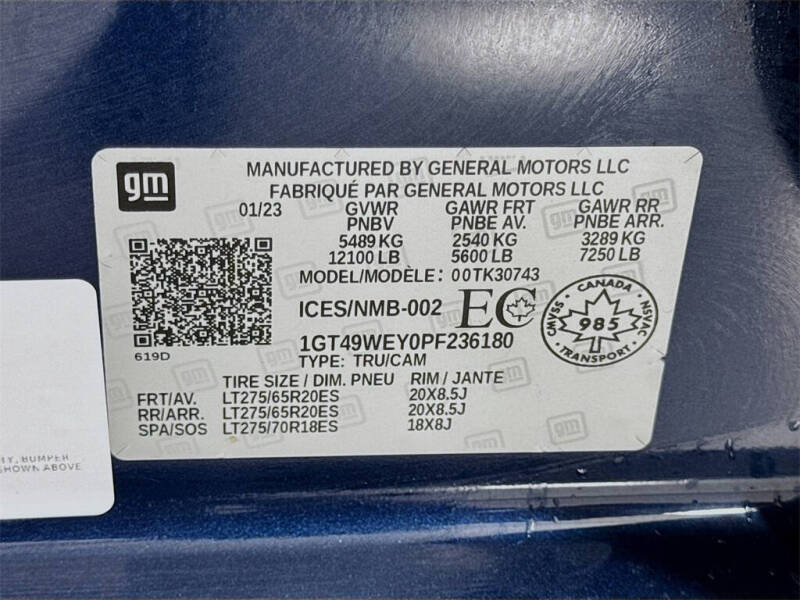 gm
MANUFACTURED BY GENERAL MOTORS LLC
FABRIQUÉ PAR GENERAL MOTORS LLC
01/23 GVWR GAWR FRT GAWR RR
PNBV PNBE AV. PNBE ARR.
5489 KG 2540 KG 3289 KG
12100 LB 5600 LB 7250 LB
MODEL/MODÈLE: 00TK30743
ICES/NMB-002 EC
CANADA
CMVSS 985 NSVAC
TRANSPORT
619D
1GT49WEY0PF236180
TYPE: TRU/CAM
TIRE SIZE / DIM. PNEU RIM / JANTE
FRT/AV. LT275/65R20ES 20X8.5J
RR/ARR. LT275/65R20ES 20X8.5J
SPA/SOS LT275/70R18ES 18X8J
BUMPER
SHOWN ABOVE